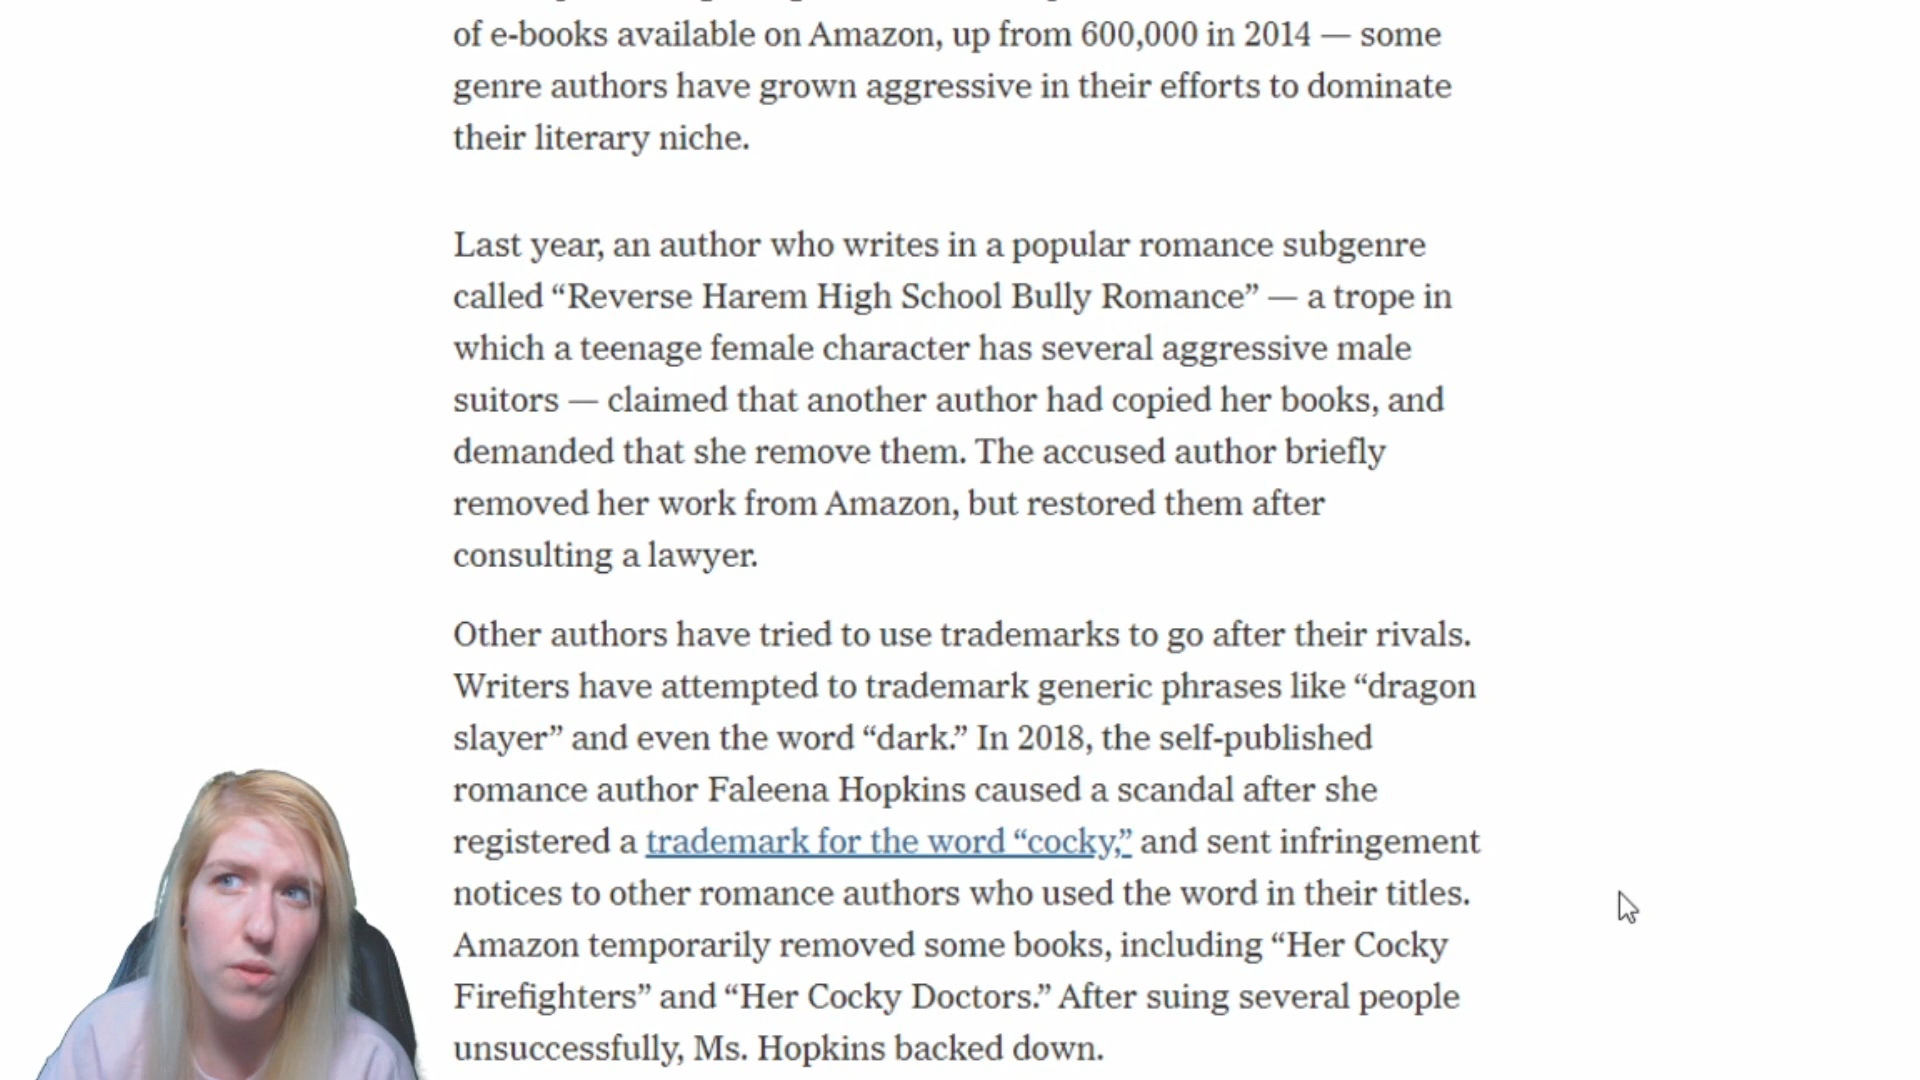 of e-books available on Amazon, up from 600,000 in 2014 — some
genre authors have grown aggressive in their efforts to dominate
their literary niche.
Last year, an author who writes in a popular romance subgenre
called “Reverse Harem High School Bully Romance” — a trope in
which a teenage female character has several aggressive male
suitors — claimed that another author had copied her books, and
demanded that she remove them. The accused author briefly
removed her work from Amazon, but restored them after
consulting a lawyer.
Other authors have tried to use trademarks to go after their rivals.
Writers have attempted to trademark generic phrases like “dragon
slayer” and even the word “dark.” In 2018, the self-published
romance author Faleena Hopkins caused a scandal after she
registered a trademark for the word “cocky,” and sent infringement
notices to other romance authors who used the word in their titles.
Amazon temporarily removed some books, including “Her Cocky
Firefighters” and “Her Cocky Doctors.” After suing several people
unsuccessfully, Ms. Hopkins backed down.